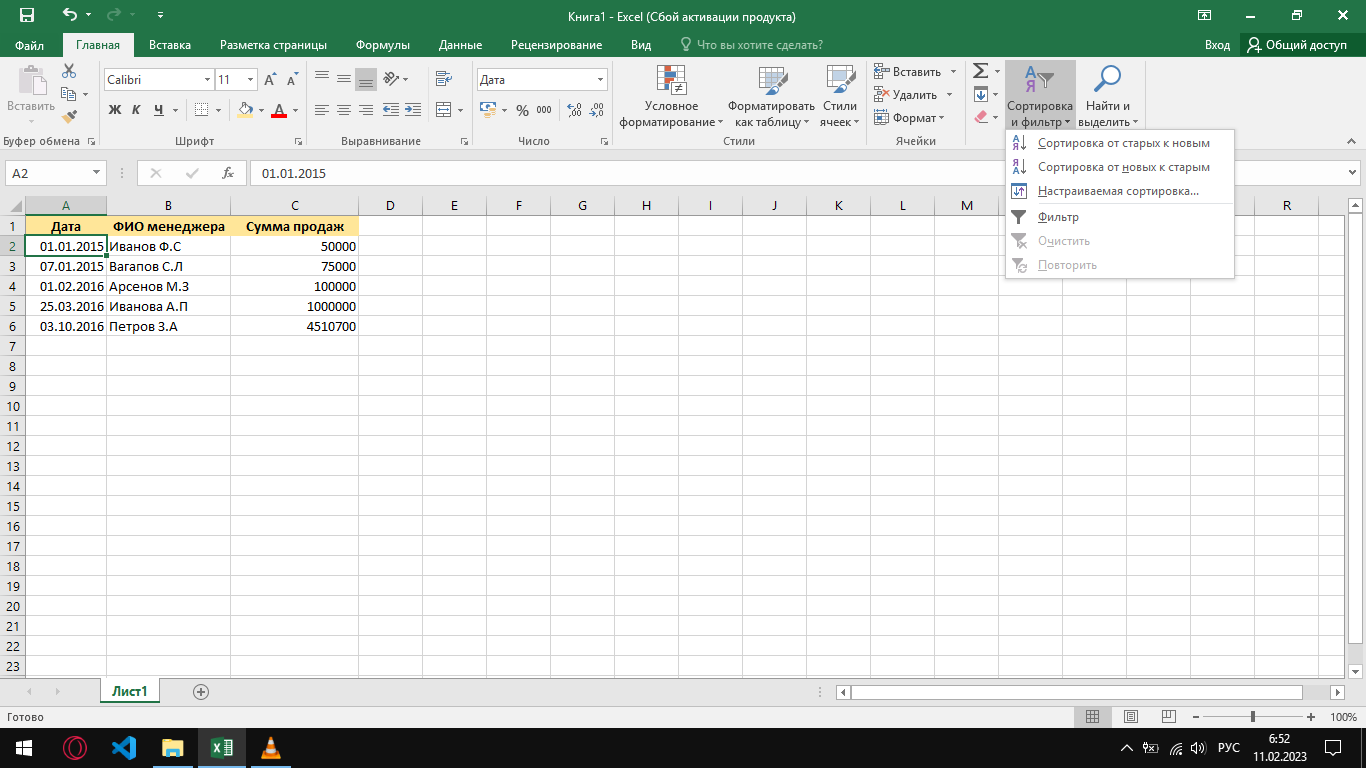 Книга1 - Excel (Сбой активации продукта)
Файл Главная Вставка Разметка страницы Формулы Данные Рецензирование Вид Что вы хотите сделать? Вход Общий доступ
Вставить
Буфер обмена
Calibri 11
Ж К Ч
Шрифт
Выравнивание
Дата
% 000
Число
Условное форматирование
Форматировать как таблицу
Стили ячеек
Стили
Вставить
Удалить
Формат
Ячейки
Сортировка и фильтр
Найти и выделить
Сортировка от старых к новым
Сортировка от новых к старым
Настраиваемая сортировка...
Фильтр
Очистить
Повторить
A2 fx 01.01.2015
A B C D E F G H I J K L M R
1 Дата ФИО менеджера Сумма продаж
2 01.01.2015 Иванов Ф.С 50000
3 07.01.2015 Вагапов С.Л 75000
4 01.02.2016 Арсенов М.З 100000
5 25.03.2016 Иванова А.П 1000000
6 03.10.2016 Петров З.А 4510700
7
8
9
10
11
12
13
14
15
16
17
18
19
20
21
22
23
Лист1
Готово 100%
РУС 6:52
11.02.2023